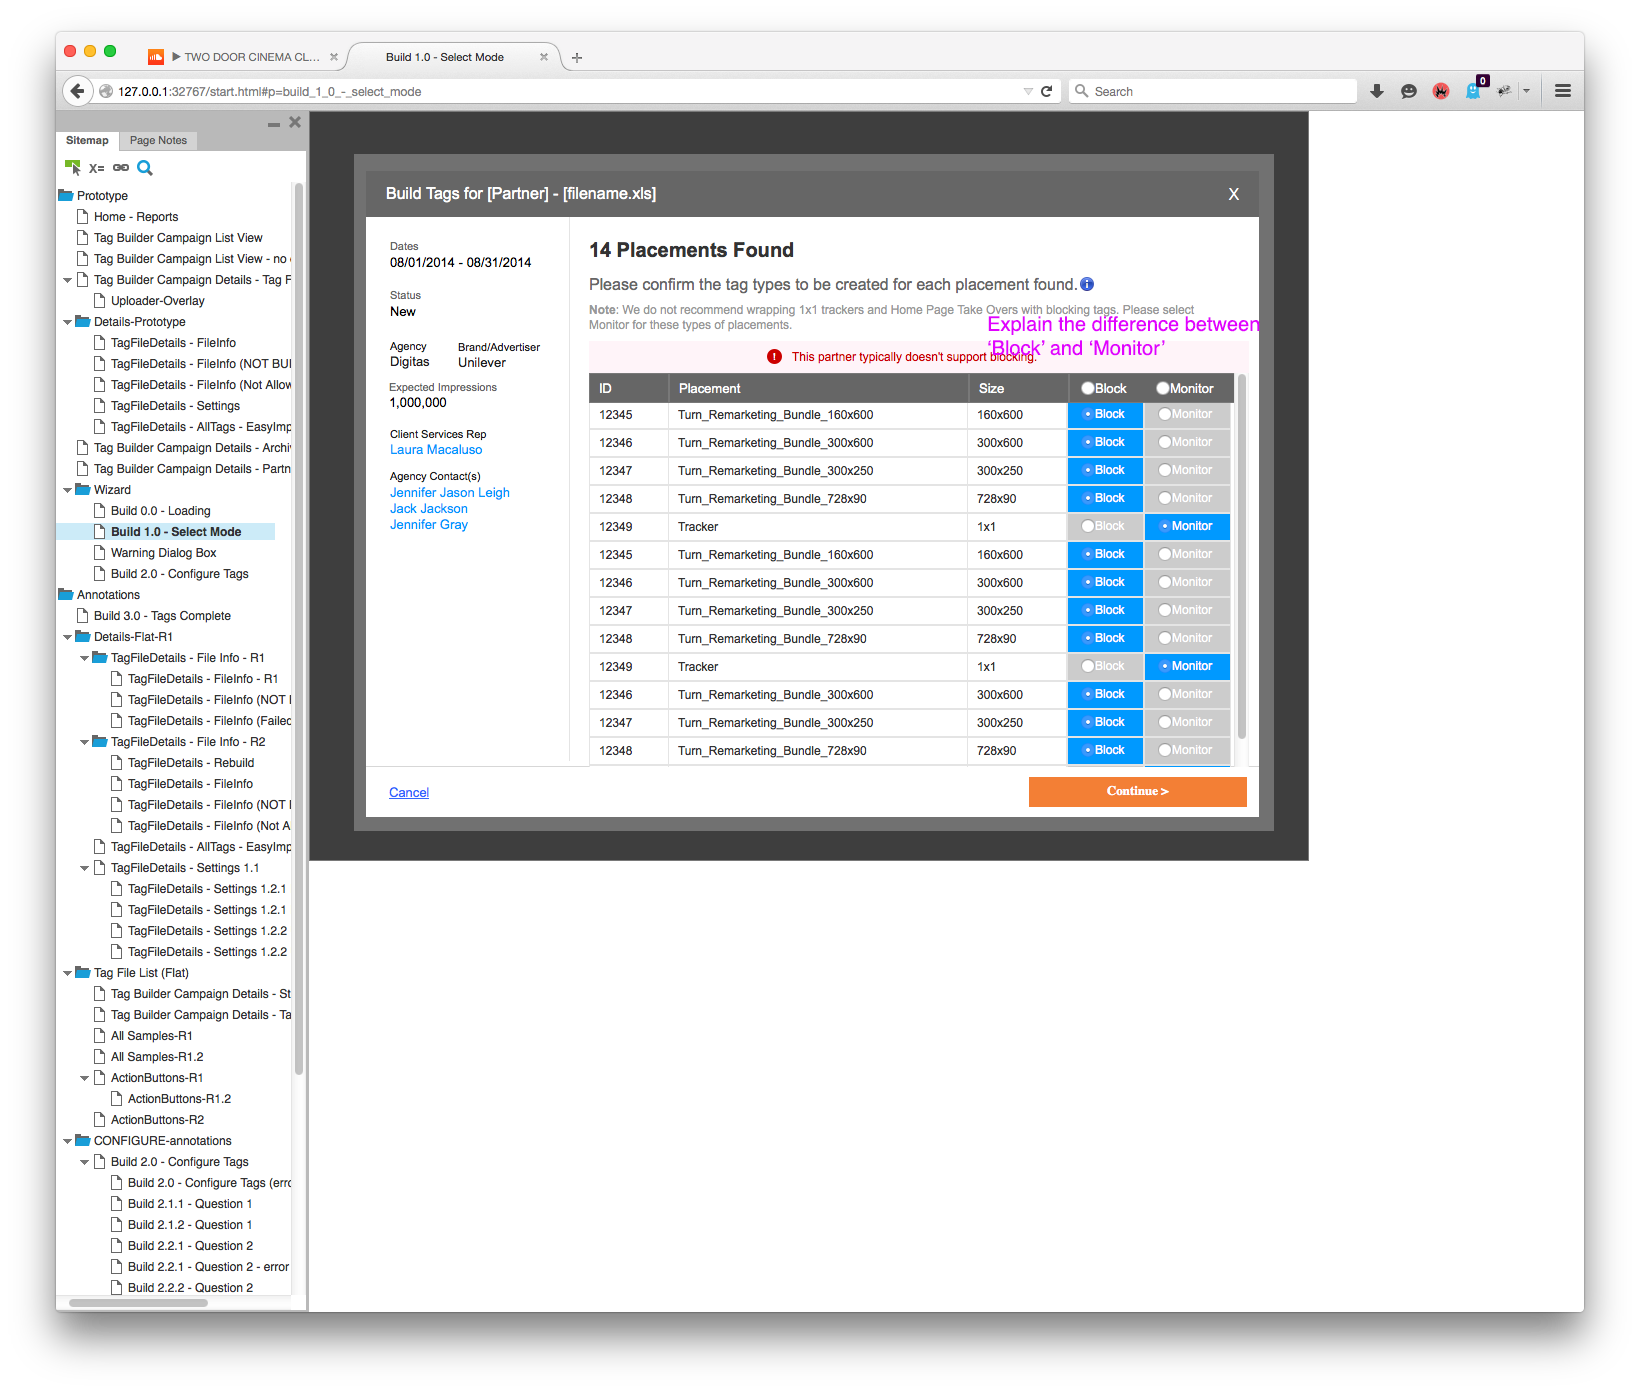 TWO DOOR CINEMA CL...
Build 1.0 - Select Mode
127.0.0.1:32767/start.html#p=build_1_0_-_select_mode
Search
0
Sitemap
Page Notes
X=
Prototype
Home - Reports
Tag Builder Campaign List View
Tag Builder Campaign List View - no
Tag Builder Campaign Details - Tag F
Uploader-Overlay
Details-Prototype
TagFileDetails - FileInfo
TagFileDetails - FileInfo (NOT BUI
TagFileDetails - FileInfo (Not Allow
TagFileDetails - Settings
TagFileDetails - AllTags - EasyImp
Tag Builder Campaign Details - Archi
Tag Builder Campaign Details - Partn
Wizard
Build 0.0 - Loading
Build 1.0 - Select Mode
Warning Dialog Box
Build 2.0 - Configure Tags
Annotations
Build 3.0 - Tags Complete
Details-Flat-R1
TagFileDetails - File Info - R1
TagFileDetails - FileInfo - R1
TagFileDetails - FileInfo (NOT I
TagFileDetails - FileInfo (Failed
TagFileDetails - File Info - R2
TagFileDetails - Rebuild
TagFileDetails - FileInfo
TagFileDetails - FileInfo (NOT I
TagFileDetails - FileInfo (Not A
TagFileDetails - AllTags - EasyImp
TagFileDetails - Settings 1.1
TagFileDetails - Settings 1.2.1
TagFileDetails - Settings 1.2.1
TagFileDetails - Settings 1.2.2
TagFileDetails - Settings 1.2.2
Tag File List (Flat)
Tag Builder Campaign Details - St
Tag Builder Campaign Details - Ta
All Samples-R1
All Samples-R1.2
ActionButtons-R1
ActionButtons-R1.2
ActionButtons-R2
CONFIGURE-annotations
Build 2.0 - Configure Tags
Build 2.0 - Configure Tags (erro
Build 2.1.1 - Question 1
Build 2.1.2 - Question 1
Build 2.2.1 - Question 2
Build 2.2.1 - Question 2 - error
Build 2.2.2 - Question 2
Build Tags for [Partner] - [filename.xls]
X
Dates
08/01/2014 - 08/31/2014
Status
New
Agency Brand/Advertiser
Digitas Unilever
Expected Impressions
1,000,000
Client Services Rep
Laura Macaluso
Agency Contact(s)
Jennifer Jason Leigh
Jack Jackson
Jennifer Gray
14 Placements Found
Please confirm the tag types to be created for each placement found.
Note: We do not recommend wrapping 1x1 trackers and Home Page Take Overs with blocking tags. Please select
Monitor for these types of placements.
Explain the difference between
‘Block’ and ‘Monitor’
This partner typically doesn't support blocking.
ID Placement Size Block Monitor
12345 Turn_Remarketing_Bundle_160x600 160x600 Block Monitor
12346 Turn_Remarketing_Bundle_300x600 300x600 Block Monitor
12347 Turn_Remarketing_Bundle_300x250 300x250 Block Monitor
12348 Turn_Remarketing_Bundle_728x90 728x90 Block Monitor
12349 Tracker 1x1 Block Monitor
12345 Turn_Remarketing_Bundle_160x600 160x600 Block Monitor
12346 Turn_Remarketing_Bundle_300x600 300x600 Block Monitor
12347 Turn_Remarketing_Bundle_300x250 300x250 Block Monitor
12348 Turn_Remarketing_Bundle_728x90 728x90 Block Monitor
12349 Tracker 1x1 Block Monitor
12346 Turn_Remarketing_Bundle_300x600 300x600 Block Monitor
12347 Turn_Remarketing_Bundle_300x250 300x250 Block Monitor
12348 Turn_Remarketing_Bundle_728x90 728x90 Block Monitor
Cancel
Continue >